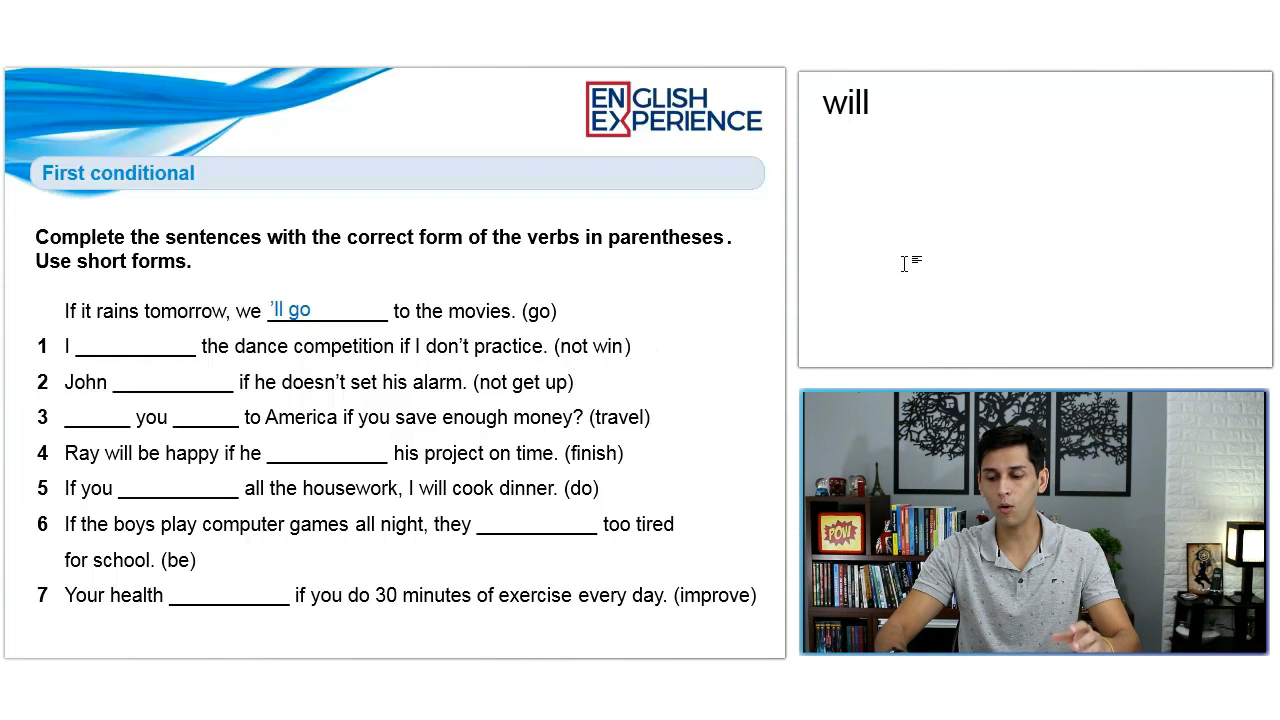 ENGLISH
EXPERIENCE
First conditional
Complete the sentences with the correct form of the verbs in parentheses.
Use short forms.
If it rains tomorrow, we 'll go to the movies. (go)
1 I ____________ the dance competition if I don't practice. (not win)
2 John ____________ if he doesn't set his alarm. (not get up)
3 ______ you ______ to America if you save enough money? (travel)
4 Ray will be happy if he ____________ his project on time. (finish)
5 If you ____________ all the housework, I will cook dinner. (do)
6 If the boys play computer games all night, they ____________ too tired
for school. (be)
7 Your health ____________ if you do 30 minutes of exercise every day. (improve)
will
POW